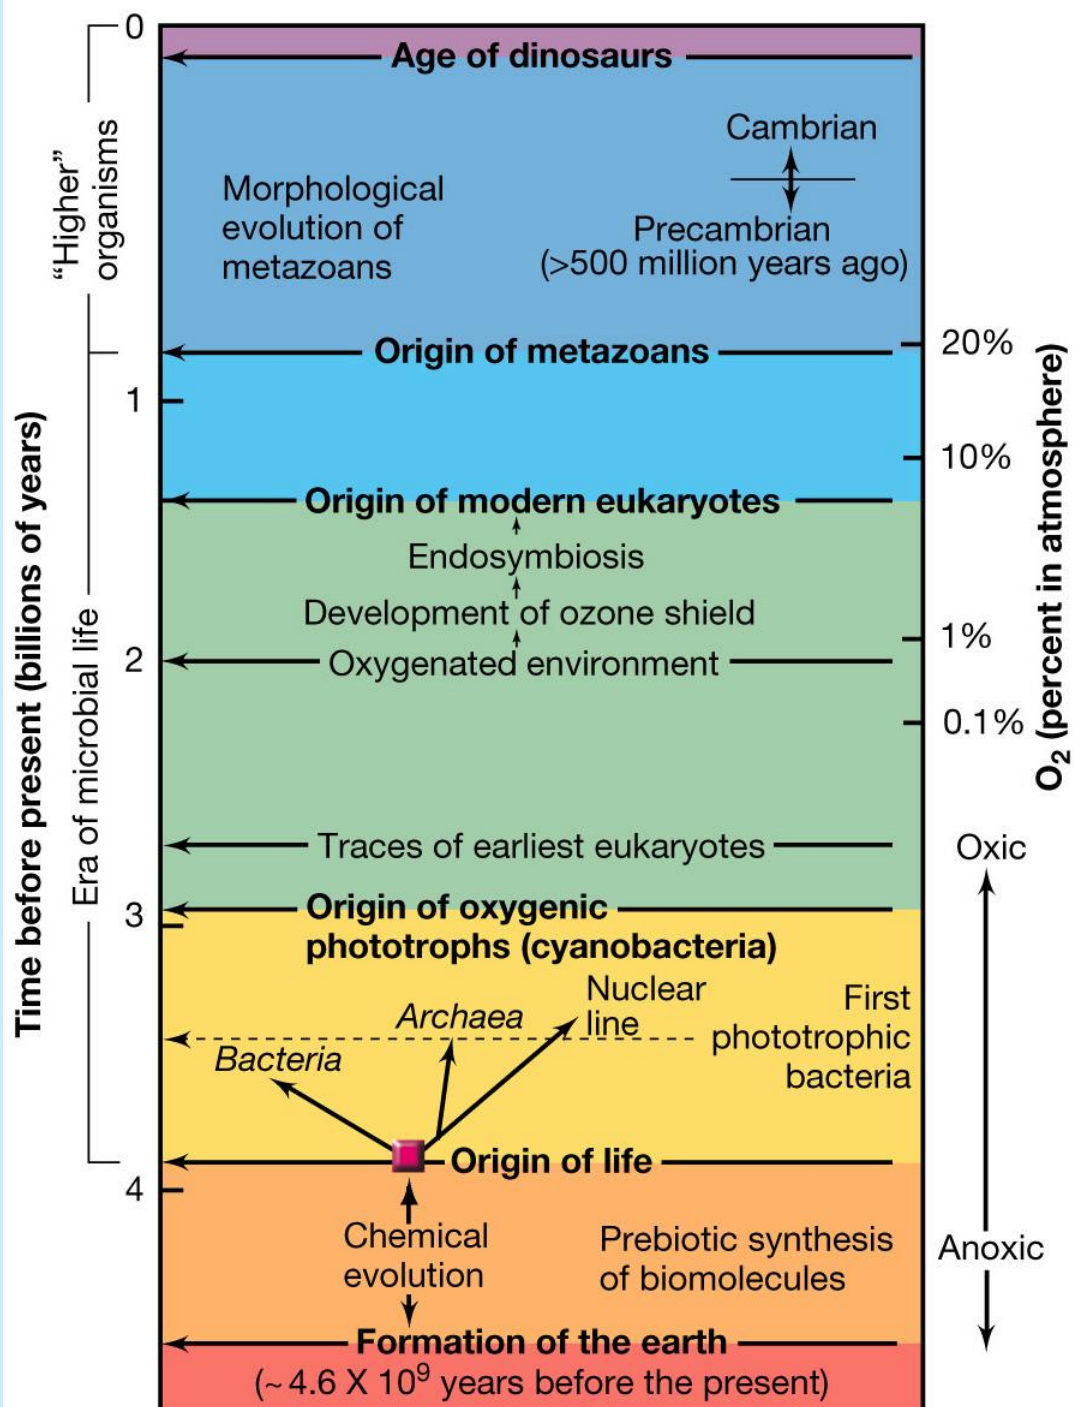 0
Age of dinosaurs
“Higher”
organisms
Cambrian
Morphological
evolution of
metazoans
Precambrian
(>500 million years ago)
Origin of metazoans
20%
1
10%
Origin of modern eukaryotes
Endosymbiosis
Development of ozone shield
1%
2
Oxygenated environment
0.1%
Time before present (billions of years)
Era of microbial life
O₂ (percent in atmosphere)
Traces of earliest eukaryotes
Oxic
3
Origin of oxygenic
phototrophs (cyanobacteria)
Nuclear
line
Archaea
Bacteria
First
phototrophic
bacteria
Origin of life
4
Chemical
evolution
Prebiotic synthesis
of biomolecules
Anoxic
Formation of the earth
(~4.6 X 10⁹ years before the present)